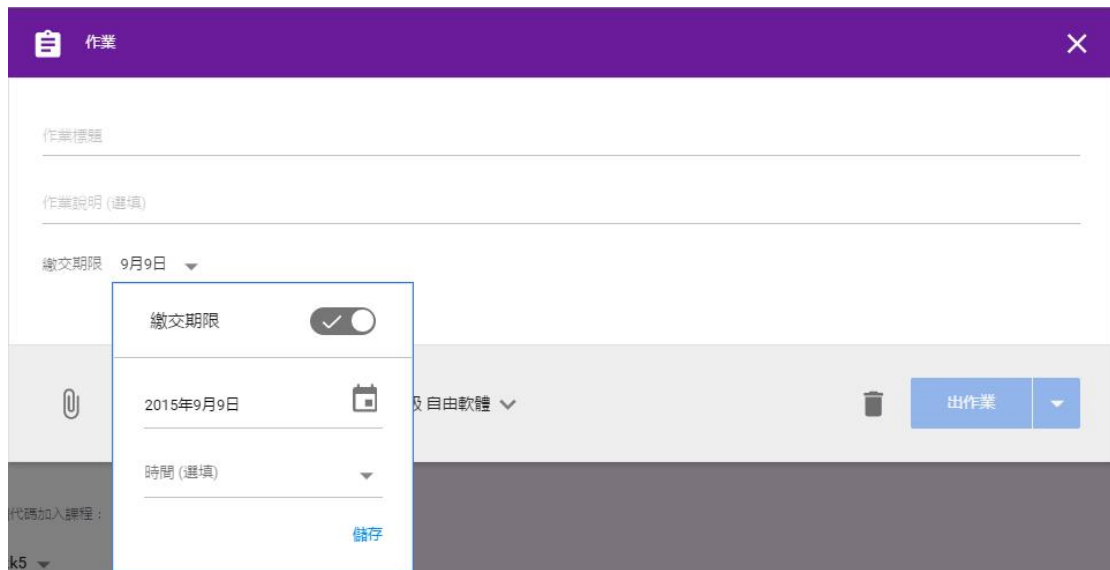 作業
作業標題
作業說明 (選填)
繳交期限 9月9日
繳交期限
2015年9月9日
自由軟體
出作業
時間 (選填)
代碼加入課程：
儲存
k5